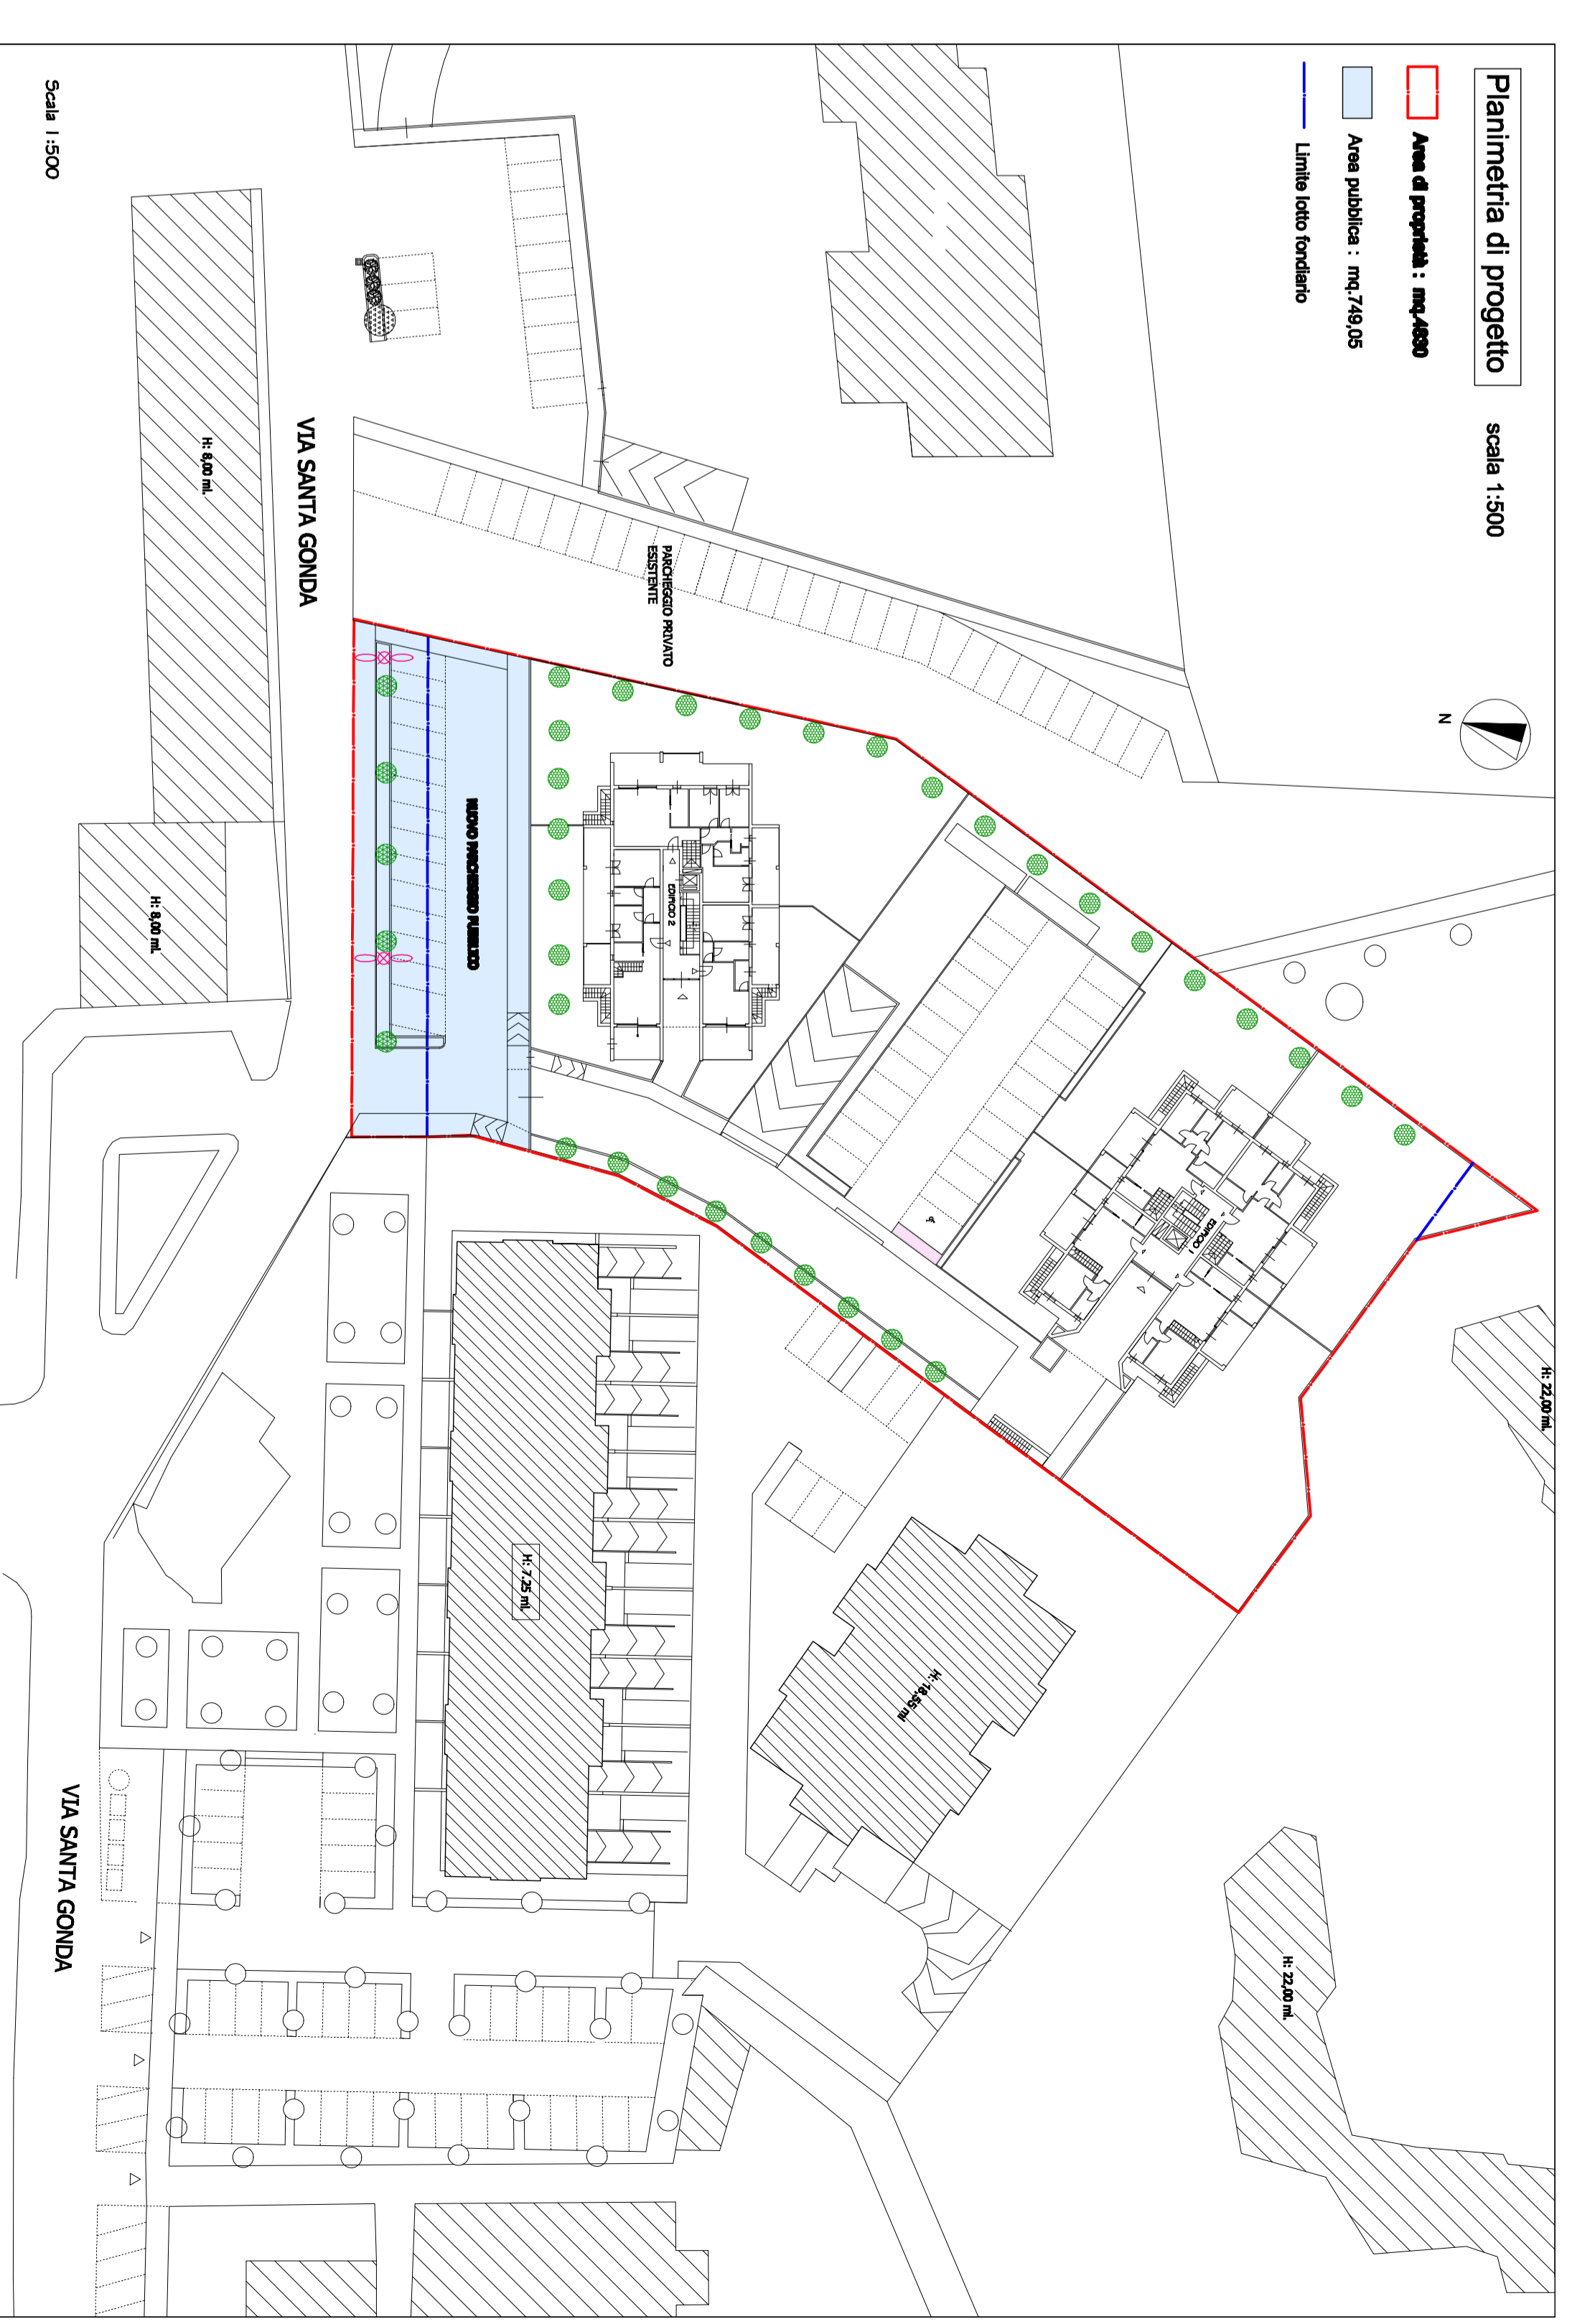 Planimetria di progetto
scala 1:500
Area di proprietà : mq.4830
Area pubblica : mq.749,05
Limite lotto fondiario
N
H: 22,00 ml.
H: 22,00 ml.
PARCHEGGIO PRIVATO
ESISTENTE
EDIFICIO 1
EDIFICIO 2
H: 18,55 ml
NUOVO PARCHEGGIO PUBBLICO
H: 7.25 ml.
VIA SANTA GONDA
H: 8,00 ml.
H: 8,00 ml.
VIA SANTA GONDA
Scala 1:500